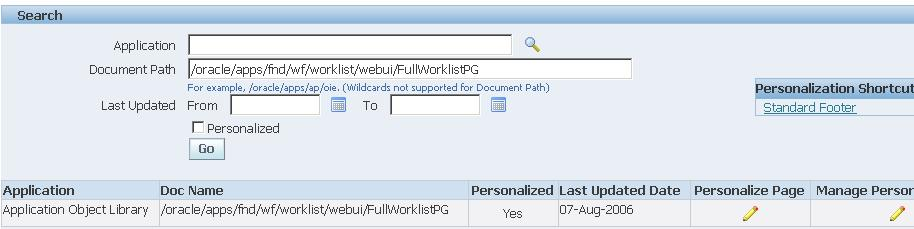 Search
Application
Document Path /oracle/apps/fnd/wf/worklist/webui/FullWorklistPG
For example, /oracle/apps/ap/oie. (Wildcards not supported for Document Path)
Last Updated From To
Personalized
Go
Personalization Shortcut
Standard Footer
Application Doc Name Personalized Last Updated Date Personalize Page Manage Person
Application Object Library /oracle/apps/fnd/wf/worklist/webui/FullWorklistPG Yes 07-Aug-2006